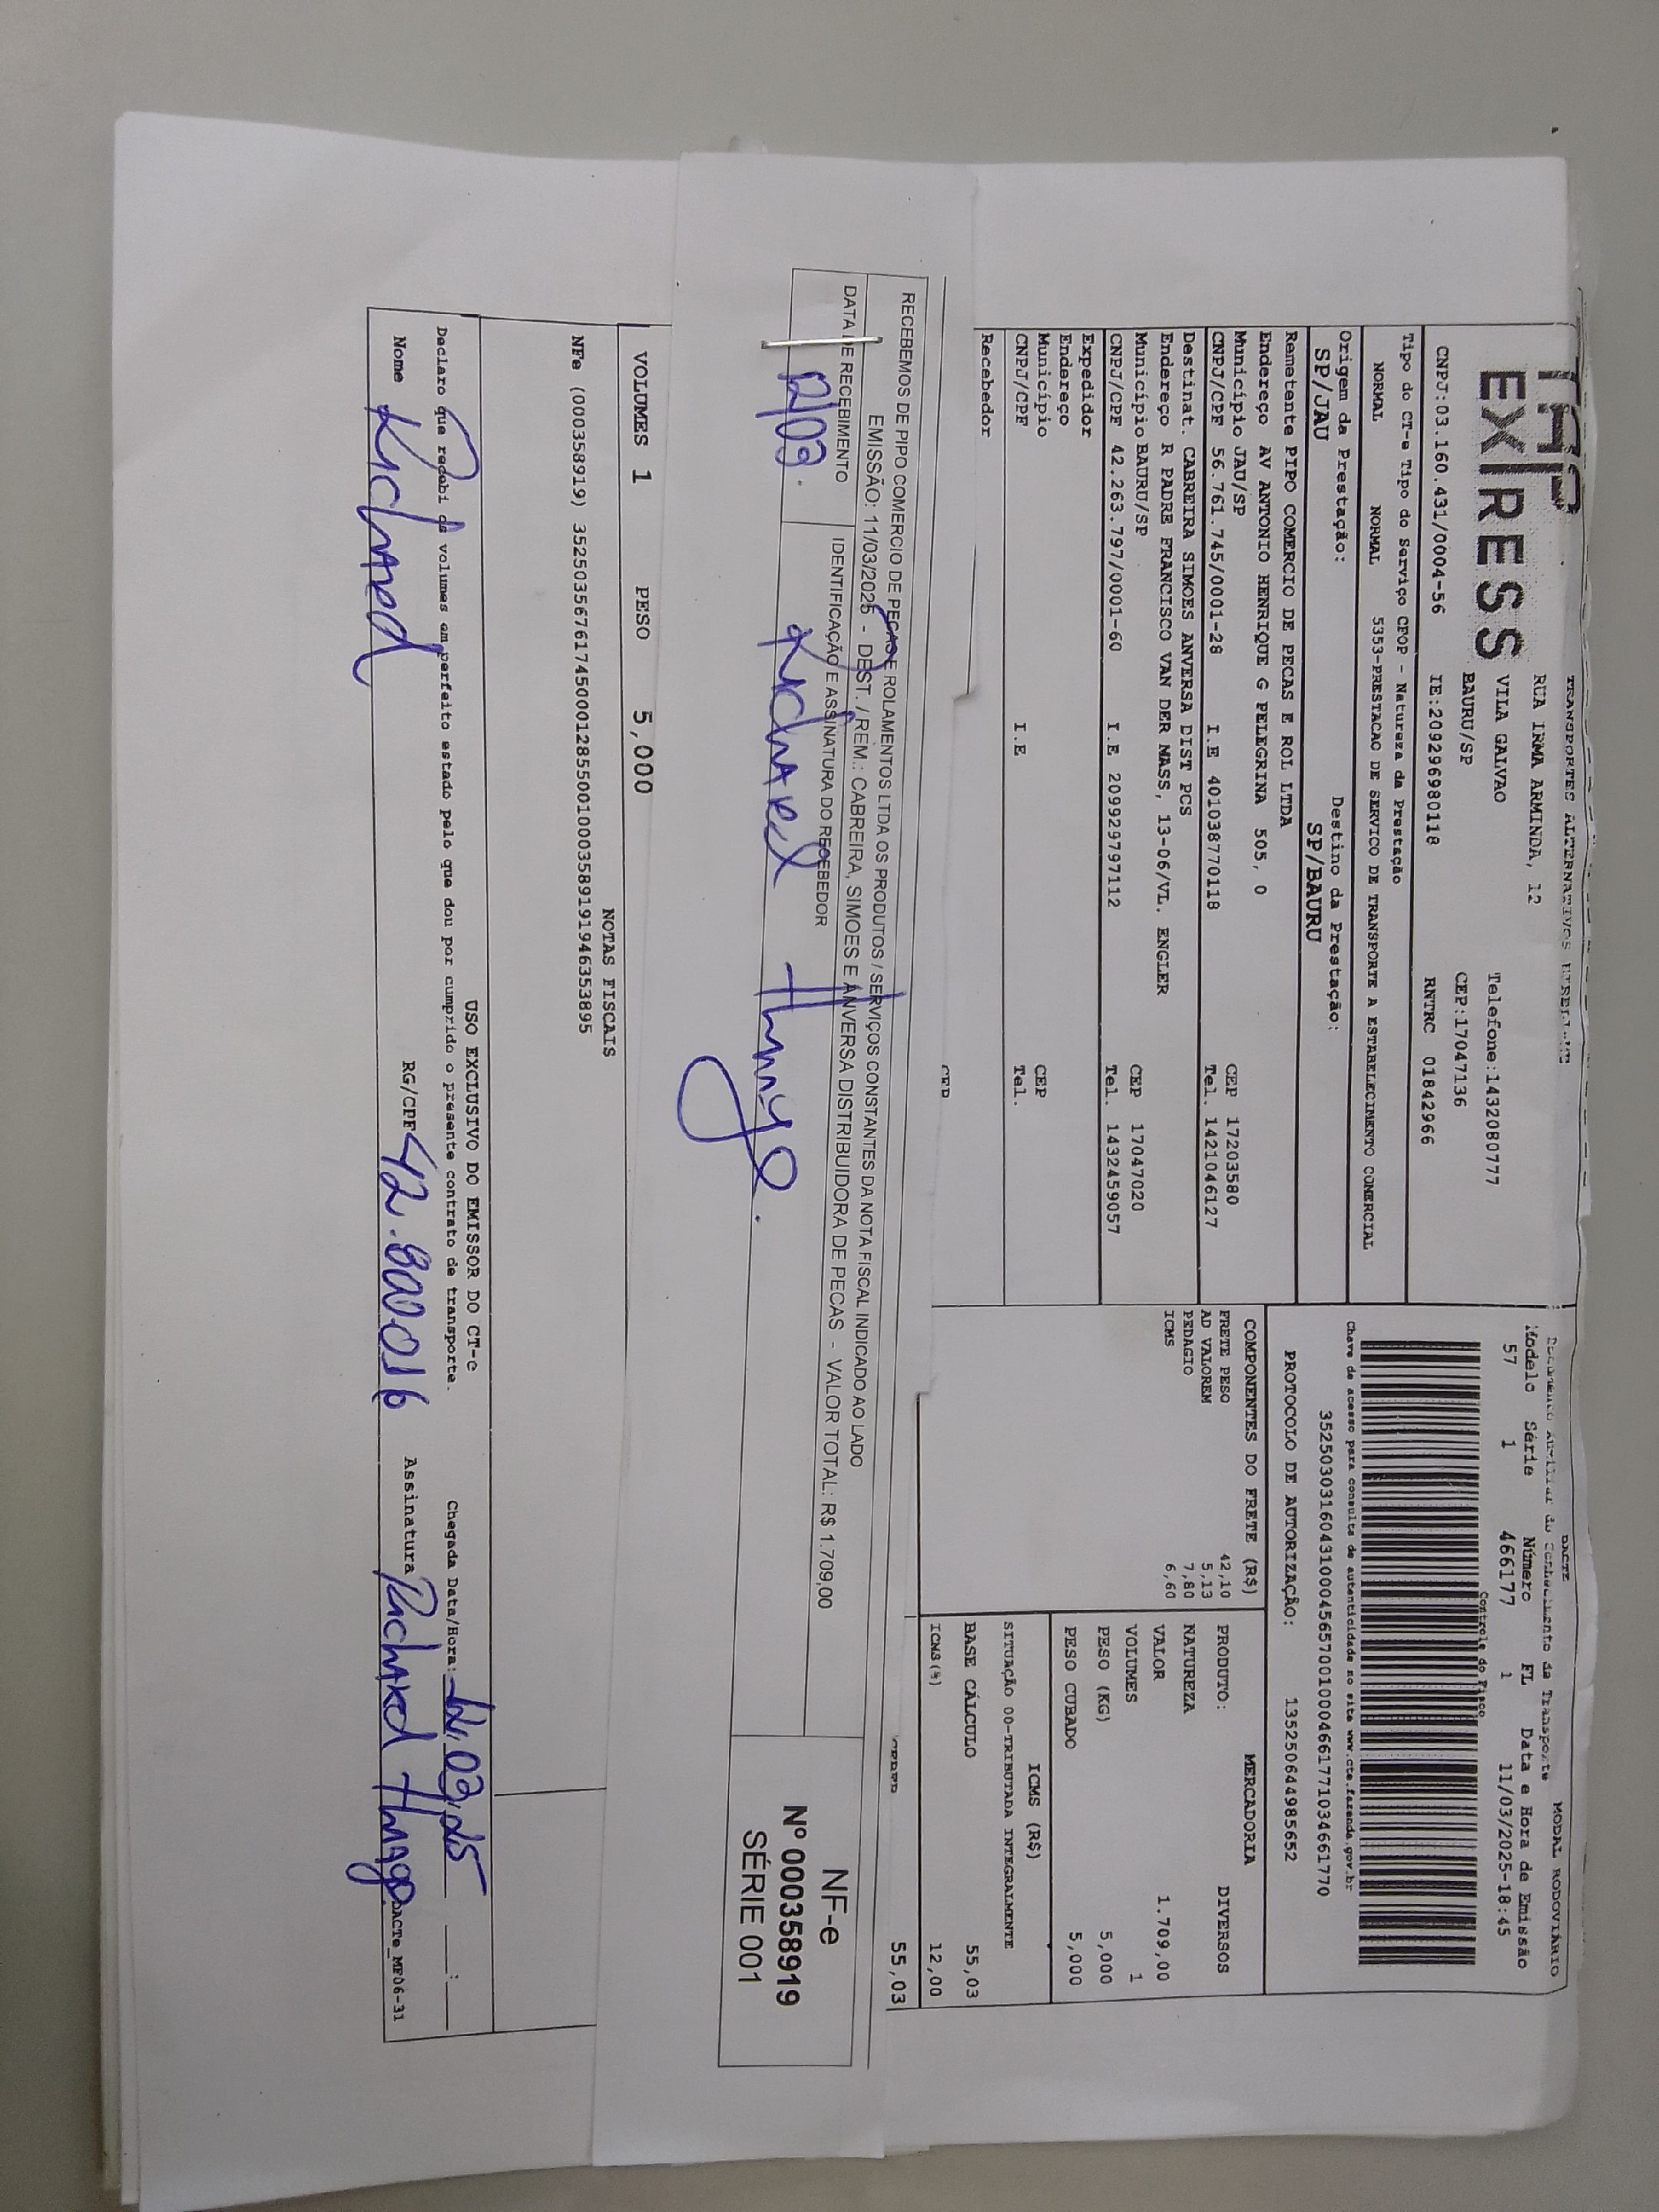 TRANSPORTES ALTERNATIVOS
EXPRESS
RUA IRMA ARMINDA, 12
VILA GALVAO
Telefone:1432080777
BAURU/SP
CEP:17047136
CNPJ:03.160.431/0004-56 IE:209296980118 RNTRC 01842966
Tipo do CT-e Tipo do Serviço CFOP - Natureza da Prestação
NORMAL NORMAL 5353-PRESTACAO DE SERVICO DE TRANSPORTE A ESTABELECIMENTO COMERCIAL
Origem da Prestação: Destino da Prestação:
SP/JAU SP/BAURU
Remetente PIPO COMERCIO DE PECAS E ROL LTDA
Endereço AV ANTONIO HENRIQUE G PELEGRINA 505, 0
Município JAU/SP CEP 17203580
CNPJ/CPF 56.761.745/0001-28 I.E 401038770118 Tel. 1421046127
Destinat. CABREIRA SIMOES ANVERSA DIST PCS
Endereço R PADRE FRANCISCO VAN DER MASS, 13-06/VL. ENGLER
Município BAURU/SP CEP 17047020
CNPJ/CPF 42.263.797/0001-60 I.E 209929797112 Tel. 1432459057
Expedidor
Endereço
Município CEP
CNPJ/CPF I.E Tel.
Recebedor
CEP
DACTE
MODAL RODOVIÁRIO
Documento Auxiliar do Conhecimento de Transporte
Modelo Série Número FL Data e Hora de Emissão
57 1 466177 1 11/03/2025-18:45
Controle do Fisco
Chave de acesso para consulta de autenticidade no site www.cte.fazenda.gov.br
35250303160431000456570010004661771034661770
PROTOCOLO DE AUTORIZAÇÃO: 135250644985652
COMPONENTES DO FRETE (R$)
FRETE PESO 42,10
AD VALOREM 5,13
PEDAGIO 7,80
ICMS 6,60
MERCADORIA
PRODUTO: DIVERSOS
NATUREZA
VALOR 1.709,00
VOLUMES 1
PESO (KG) 5,000
PESO CUBADO 5,000
ICMS (R$)
SITUAÇÃO 00-TRIBUTADA INTEGRALMENTE
BASE CÁLCULO 55,03
ICMS(%) 12,00
55,03
RECEBEMOS DE PIPO COMERCIO DE PEÇAS E ROLAMENTOS LTDA OS PRODUTOS / SERVIÇOS CONSTANTES DA NOTA FISCAL INDICADO AO LADO
EMISSÃO: 11/03/2025 - DEST. / REM.: CABREIRA, SIMOES E ANVERSA DISTRIBUIDORA DE PECAS - VALOR TOTAL: R$ 1.709,00
DATA DE RECEBIMENTO IDENTIFICAÇÃO E ASSINATURA DO RECEBEDOR
12/03. Richard Thiago.
NF-e
Nº 000358919
SÉRIE 001
VOLUMES 1 PESO 5,000
NOTAS FISCAIS
NFe (000358919) 35250356761745000128550010003589191946353895
USO EXCLUSIVO DO EMISSOR DO CT-e
Declaro que recebi os volumes em perfeito estado pelo que dou por cumprido o presente contrato de transporte. Chegada Data/Hora: 12.03.25 __:__
Nome Richard RG/CPF 42.800.016 Assinatura Richard Thiago
DACTe_MF06-31